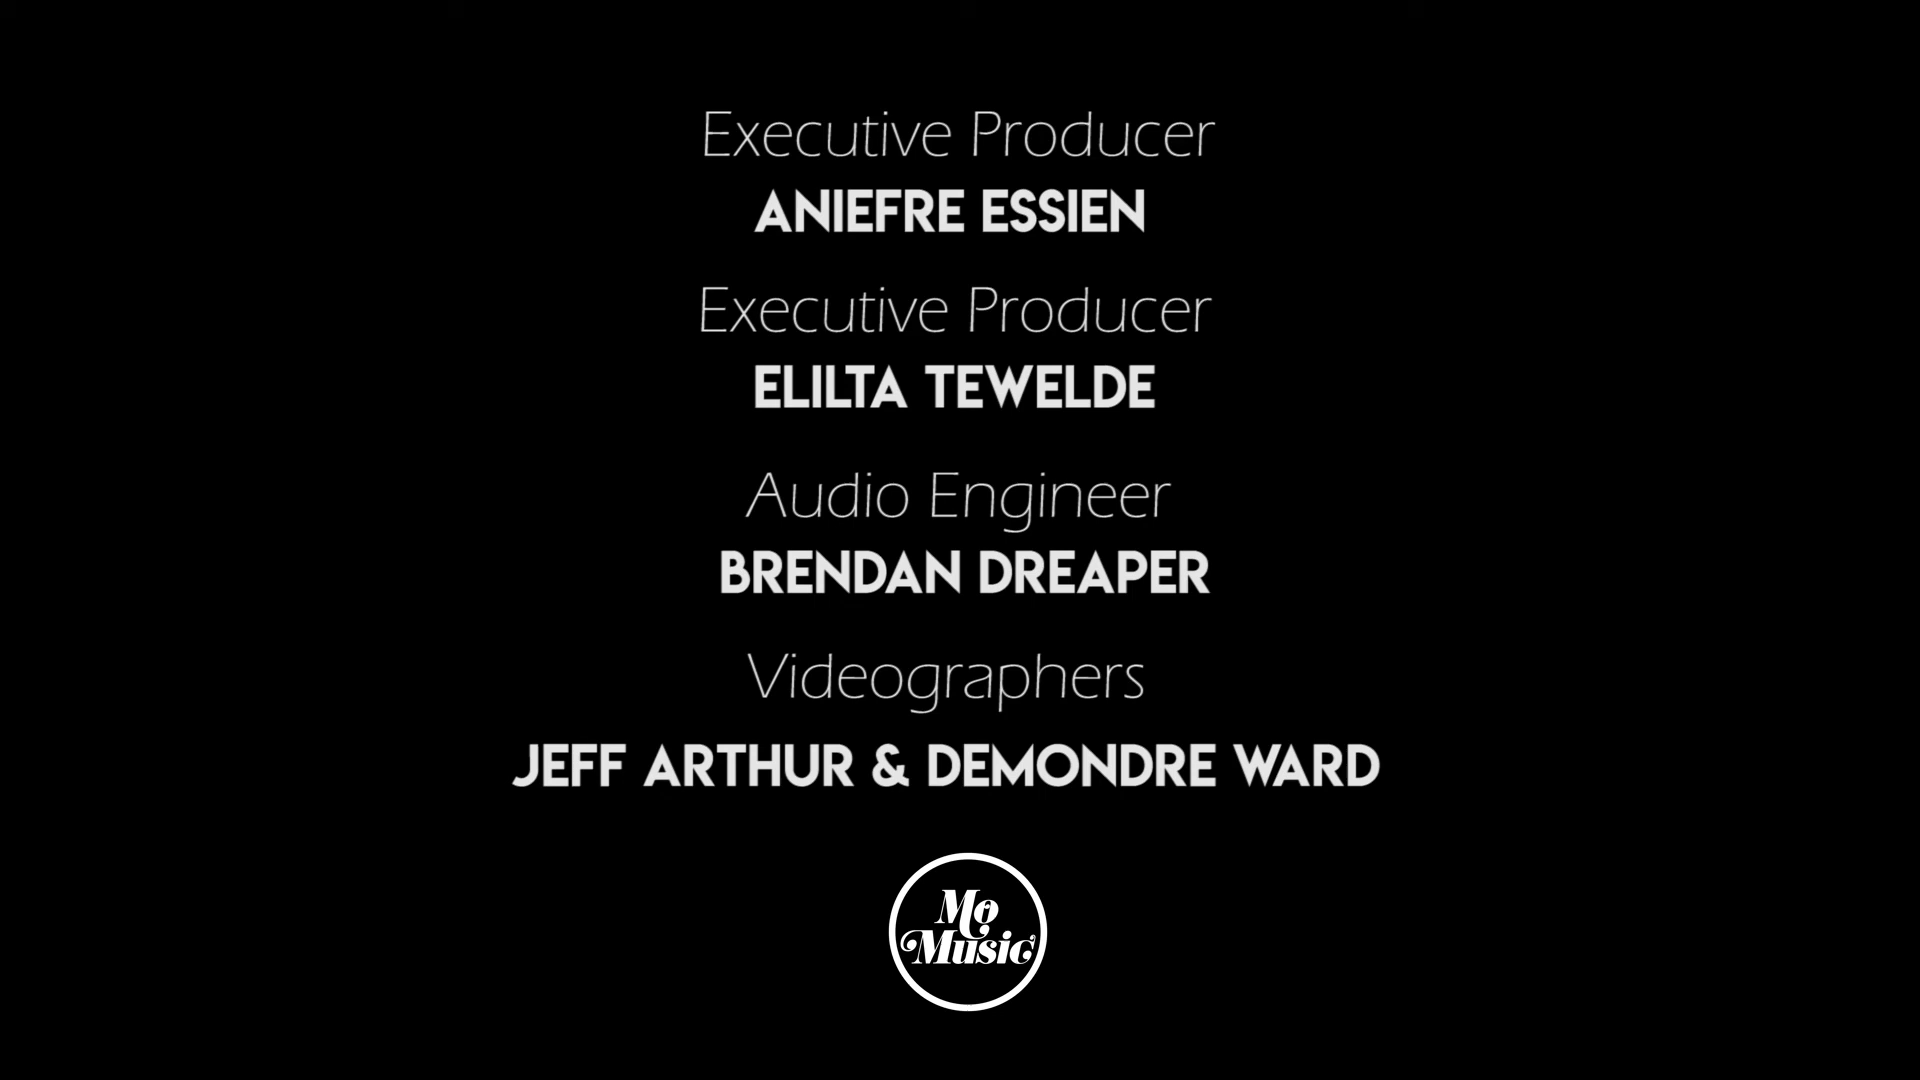 Executive Producer
ANIEFRE ESSIEN
Executive Producer
ELILTA TEWELDE
Audio Engineer
BRENDAN DREAPER
Videographers
JEFF ARTHUR & DEMONDRE WARD
Mo
Music